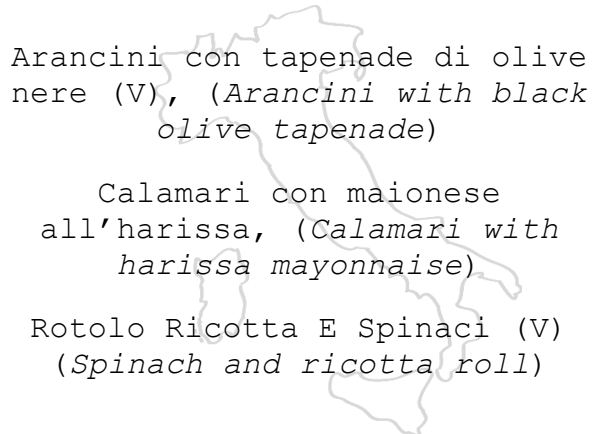 Arancini con tapenade di olive
nere (V), (Arancini with black
olive tapenade)
Calamari con maionese
all’harissa, (Calamari with
harissa mayonnaise)
Rotolo Ricotta E Spinaci (V)
(Spinach and ricotta roll)